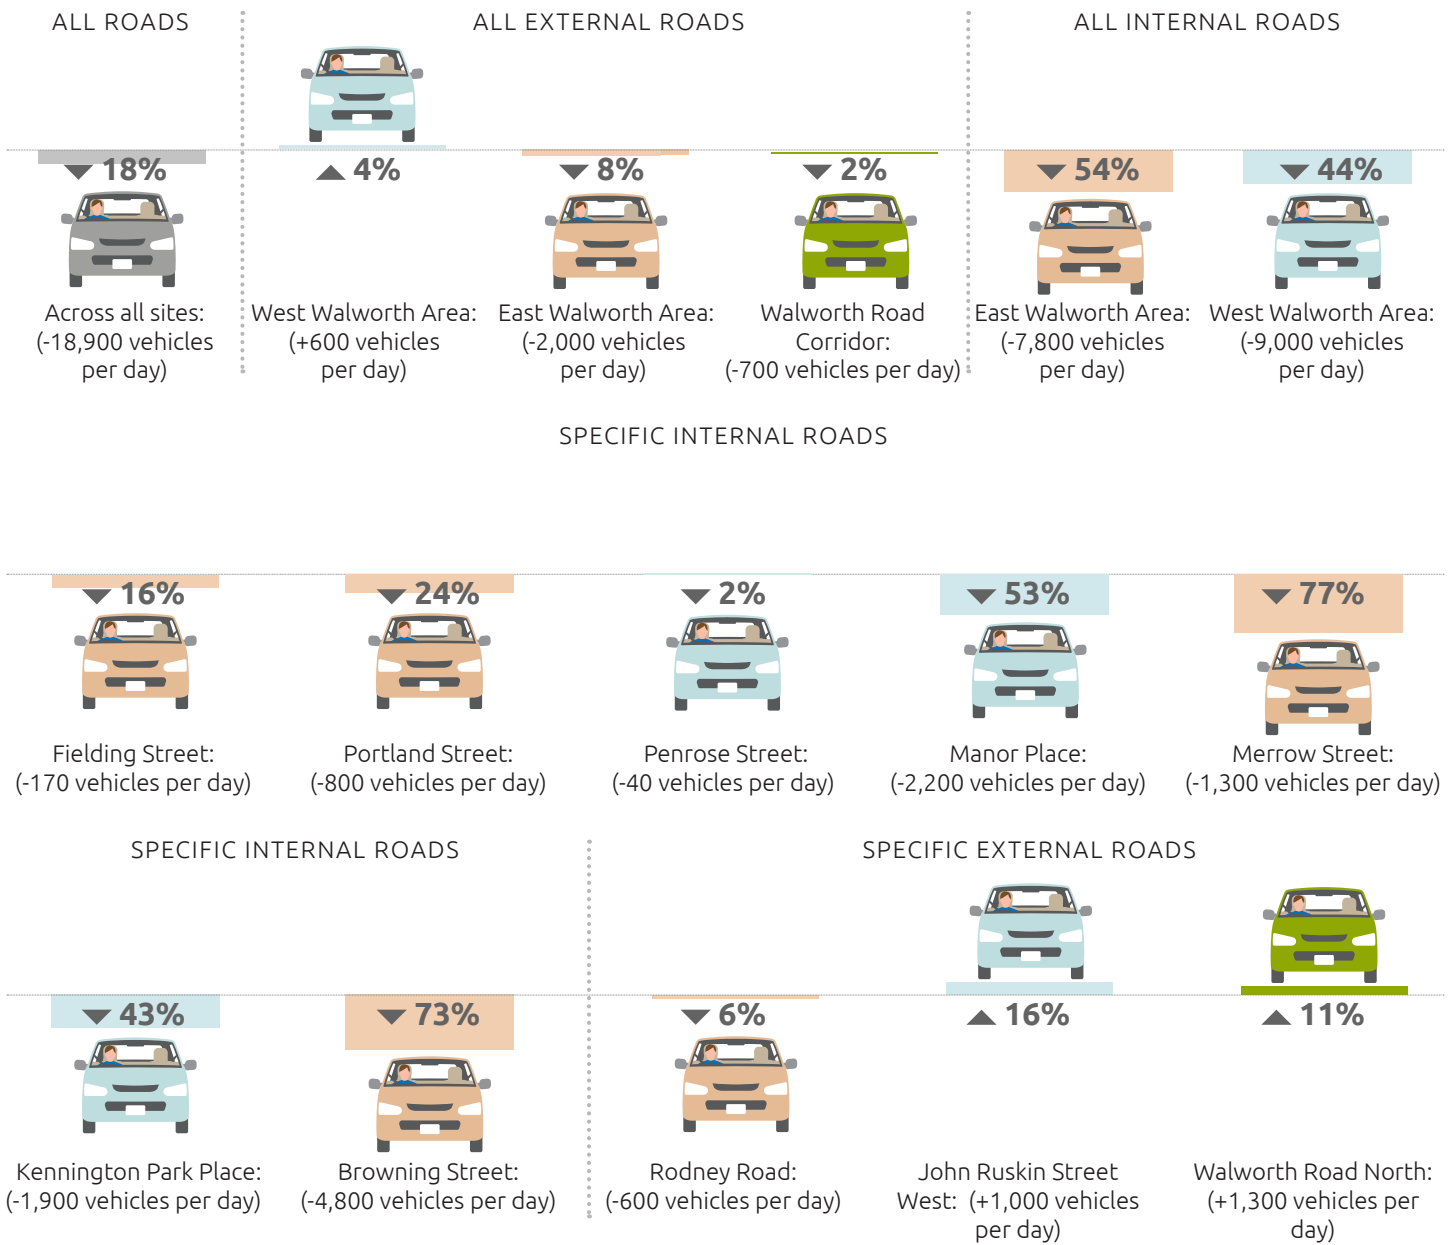 ALL ROADS
ALL EXTERNAL ROADS
ALL INTERNAL ROADS
▼ 18%
▲ 4%
▼ 8%
▼ 2%
▼ 54%
▼ 44%
Across all sites:
(-18,900 vehicles
per day)
West Walworth Area:
(+600 vehicles
per day)
East Walworth Area:
(-2,000 vehicles
per day)
Walworth Road
Corridor:
(-700 vehicles per day)
East Walworth Area:
(-7,800 vehicles
per day)
West Walworth Area:
(-9,000 vehicles
per day)
SPECIFIC INTERNAL ROADS
▼ 16%
▼ 24%
▼ 2%
▼ 53%
▼ 77%
Fielding Street:
(-170 vehicles per day)
Portland Street:
(-800 vehicles per day)
Penrose Street:
(-40 vehicles per day)
Manor Place:
(-2,200 vehicles per day)
Merrow Street:
(-1,300 vehicles per day)
SPECIFIC INTERNAL ROADS
SPECIFIC EXTERNAL ROADS
▼ 43%
▼ 73%
▼ 6%
▲ 16%
▲ 11%
Kennington Park Place:
(-1,900 vehicles per day)
Browning Street:
(-4,800 vehicles per day)
Rodney Road:
(-600 vehicles per day)
John Ruskin Street
West: (+1,000 vehicles
per day)
Walworth Road North:
(+1,300 vehicles per
day)